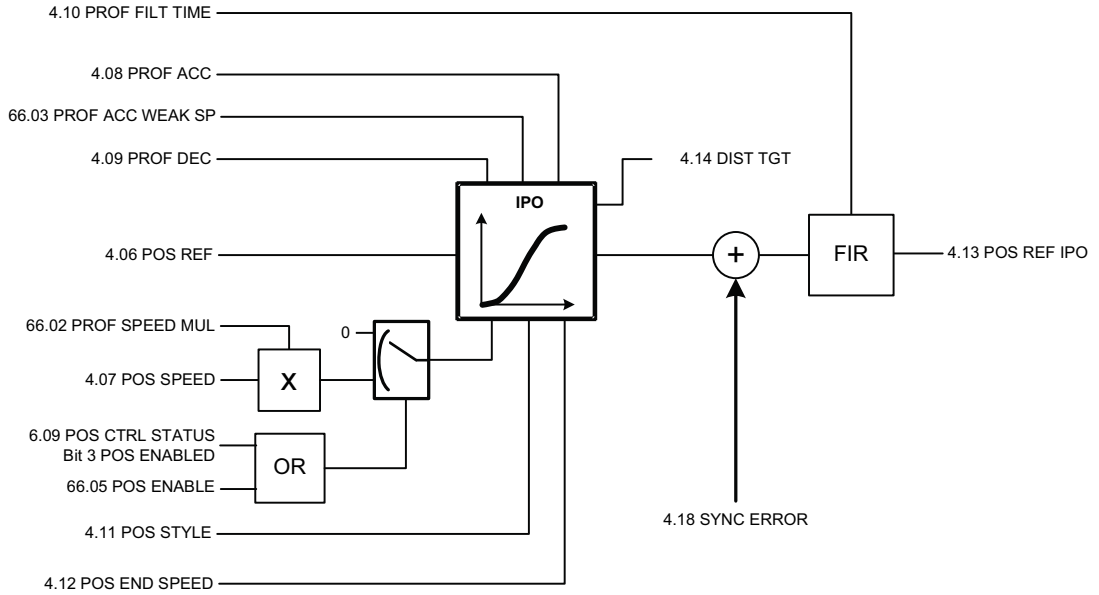 4.10 PROF FILT TIME
4.08 PROF ACC
66.03 PROF ACC WEAK SP
4.09 PROF DEC
4.14 DIST TGT
IPO
4.06 POS REF
+
FIR
4.13 POS REF IPO
66.02 PROF SPEED MUL
0
4.07 POS SPEED
X
6.09 POS CTRL STATUS
Bit 3 POS ENABLED
OR
66.05 POS ENABLE
4.18 SYNC ERROR
4.11 POS STYLE
4.12 POS END SPEED